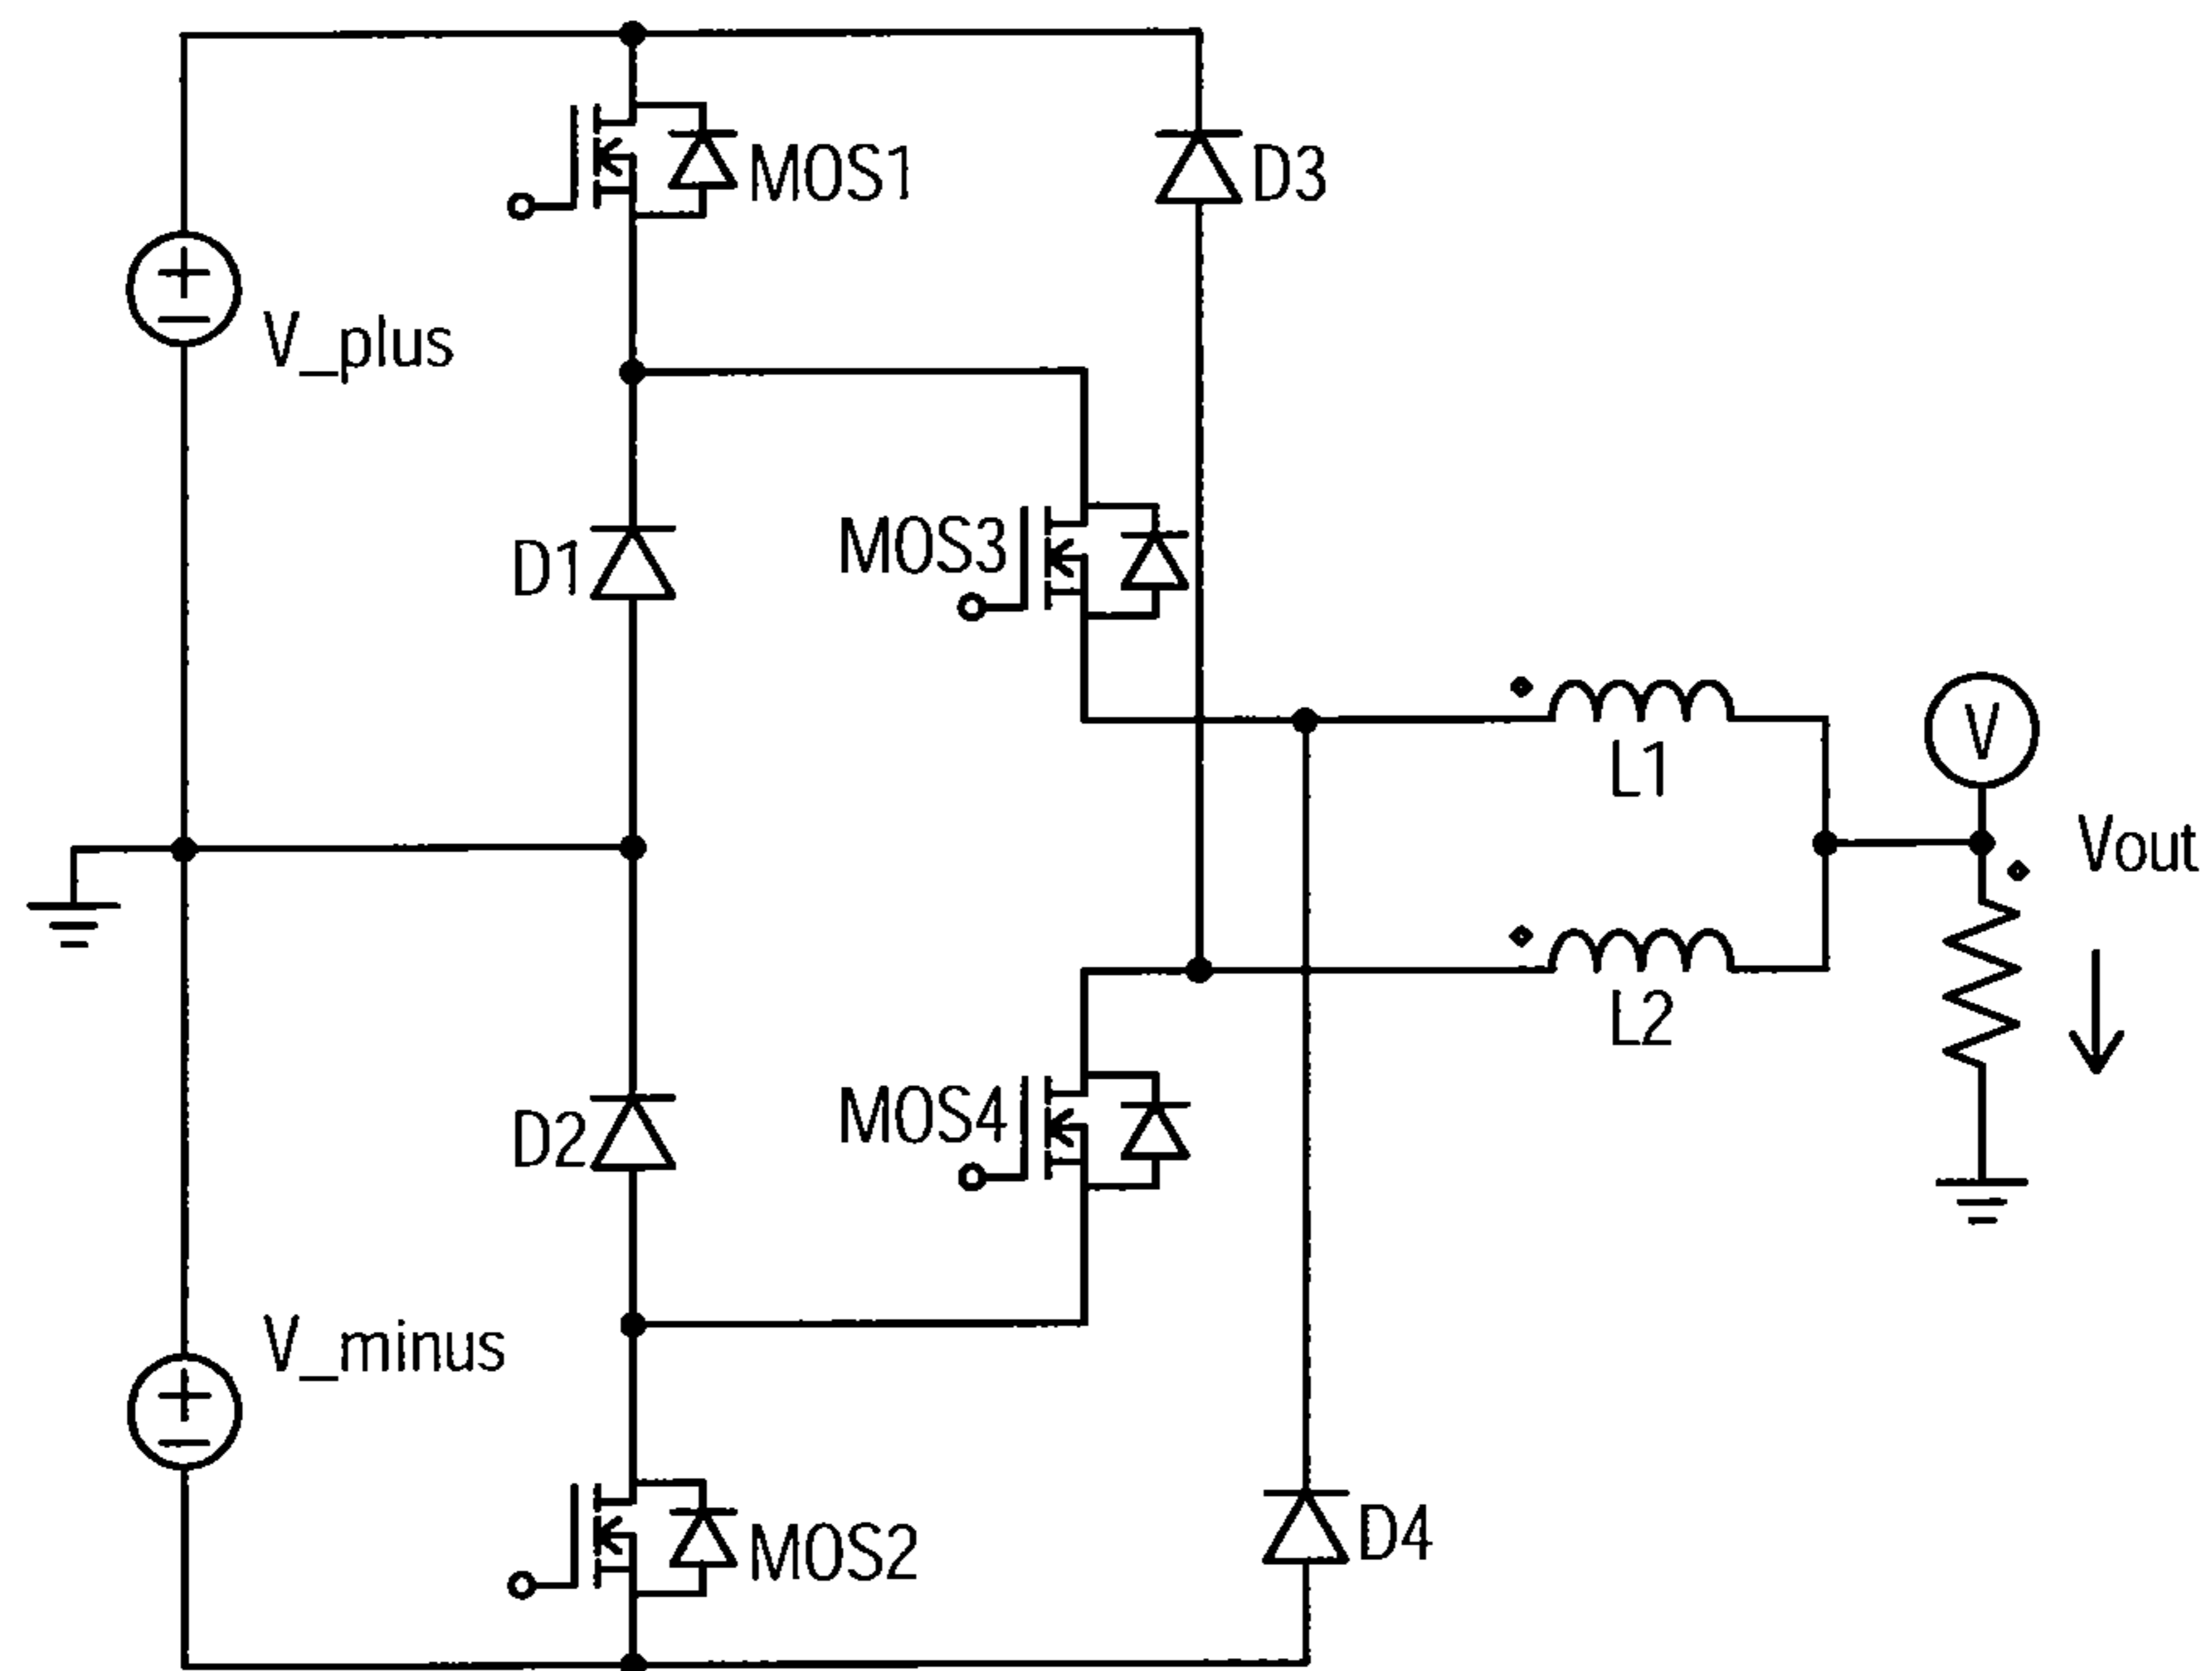 MOS1
D3
V_plus
D1
MOS3
L1
V
Vout
L2
MOS4
D2
V_minus
MOS2
D4